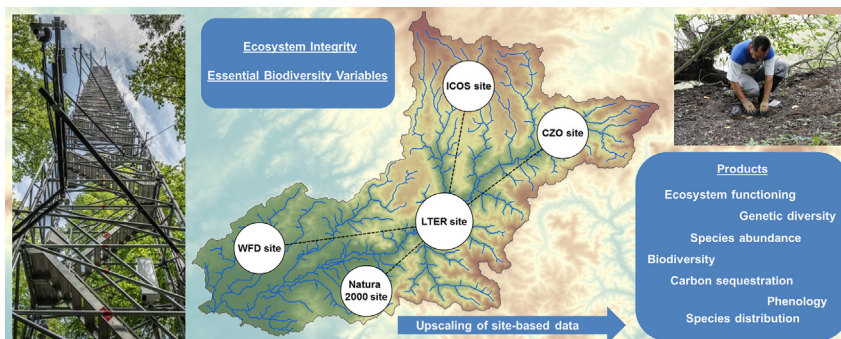 Ecosystem Integrity
Essential Biodiversity Variables
ICOS site
CZO site
LTER site
WFD site
Natura
2000 site
Upscaling of site-based data
Products
Ecosystem functioning
Genetic diversity
Species abundance
Biodiversity
Carbon sequestration
Phenology
Species distribution